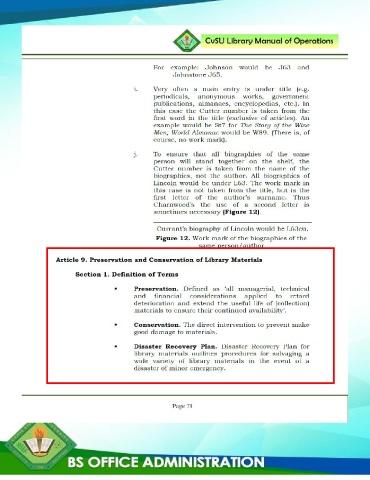 CvSU Library Manual of Operations
For example: Johnson would be J63 and
Johnstone J65.
i. Very often a main entry is under title (e.g.
periodicals, anonymous works, government
publications, almanacs, encyclopedias, etc.). In
this case the Cutter number is taken from the
first word in the title (exclusive of articles). An
example would be St7 for The Story of the Wise
Men, World Almanac would be W89. (There is, of
course, no work mark).
j. To ensure that all biographies of the same
person will stand together on the shelf, the
Cutter number is taken from the name of the
biographies, not the author. All biographies of
Lincoln would be under L63. The work mark in
this case is not taken from the title, but is the
first letter of the author's surname. Thus
Charnwood's the use of a second letter is
sometimes necessary (Figure 12)
Currant's biography of Lincoln would be L63cu.
Figure 12. Work mark of the biographies of the
same person/author
Article 9. Preservation and Conservation of Library Materials
Section 1. Definition of Terms
• Preservation. Defined as "all managerial, technical
and financial considerations applied to retard
deterioration and extend the useful life of (collection)
materials to ensure their continued availability".
• Conservation. The direct intervention to prevent make
good damage to materials.
• Disaster Recovery Plan. Disaster Recovery Plan for
library materials outlines procedures for salvaging a
wide variety of library materials in the event of a
disaster of minor emergency.
BS OFFICE ADMINISTRATION